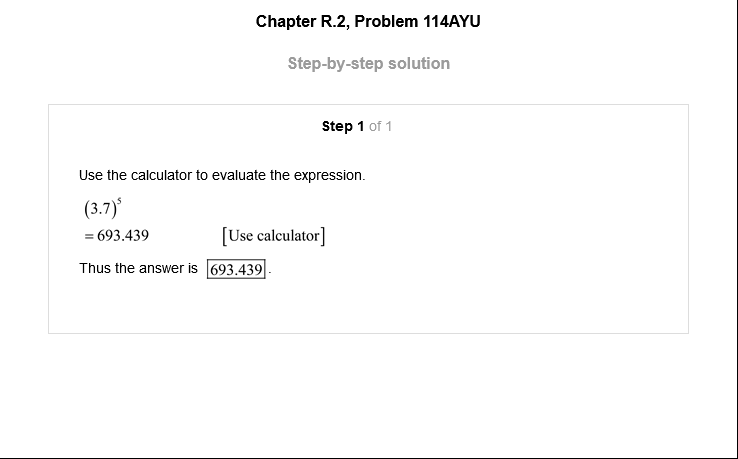 Chapter R.2, Problem 114AYU
Step-by-step solution
Step 1 of 1
Use the calculator to evaluate the expression.
(3.7)⁵
= 693.439 [Use calculator]
Thus the answer is 693.439.